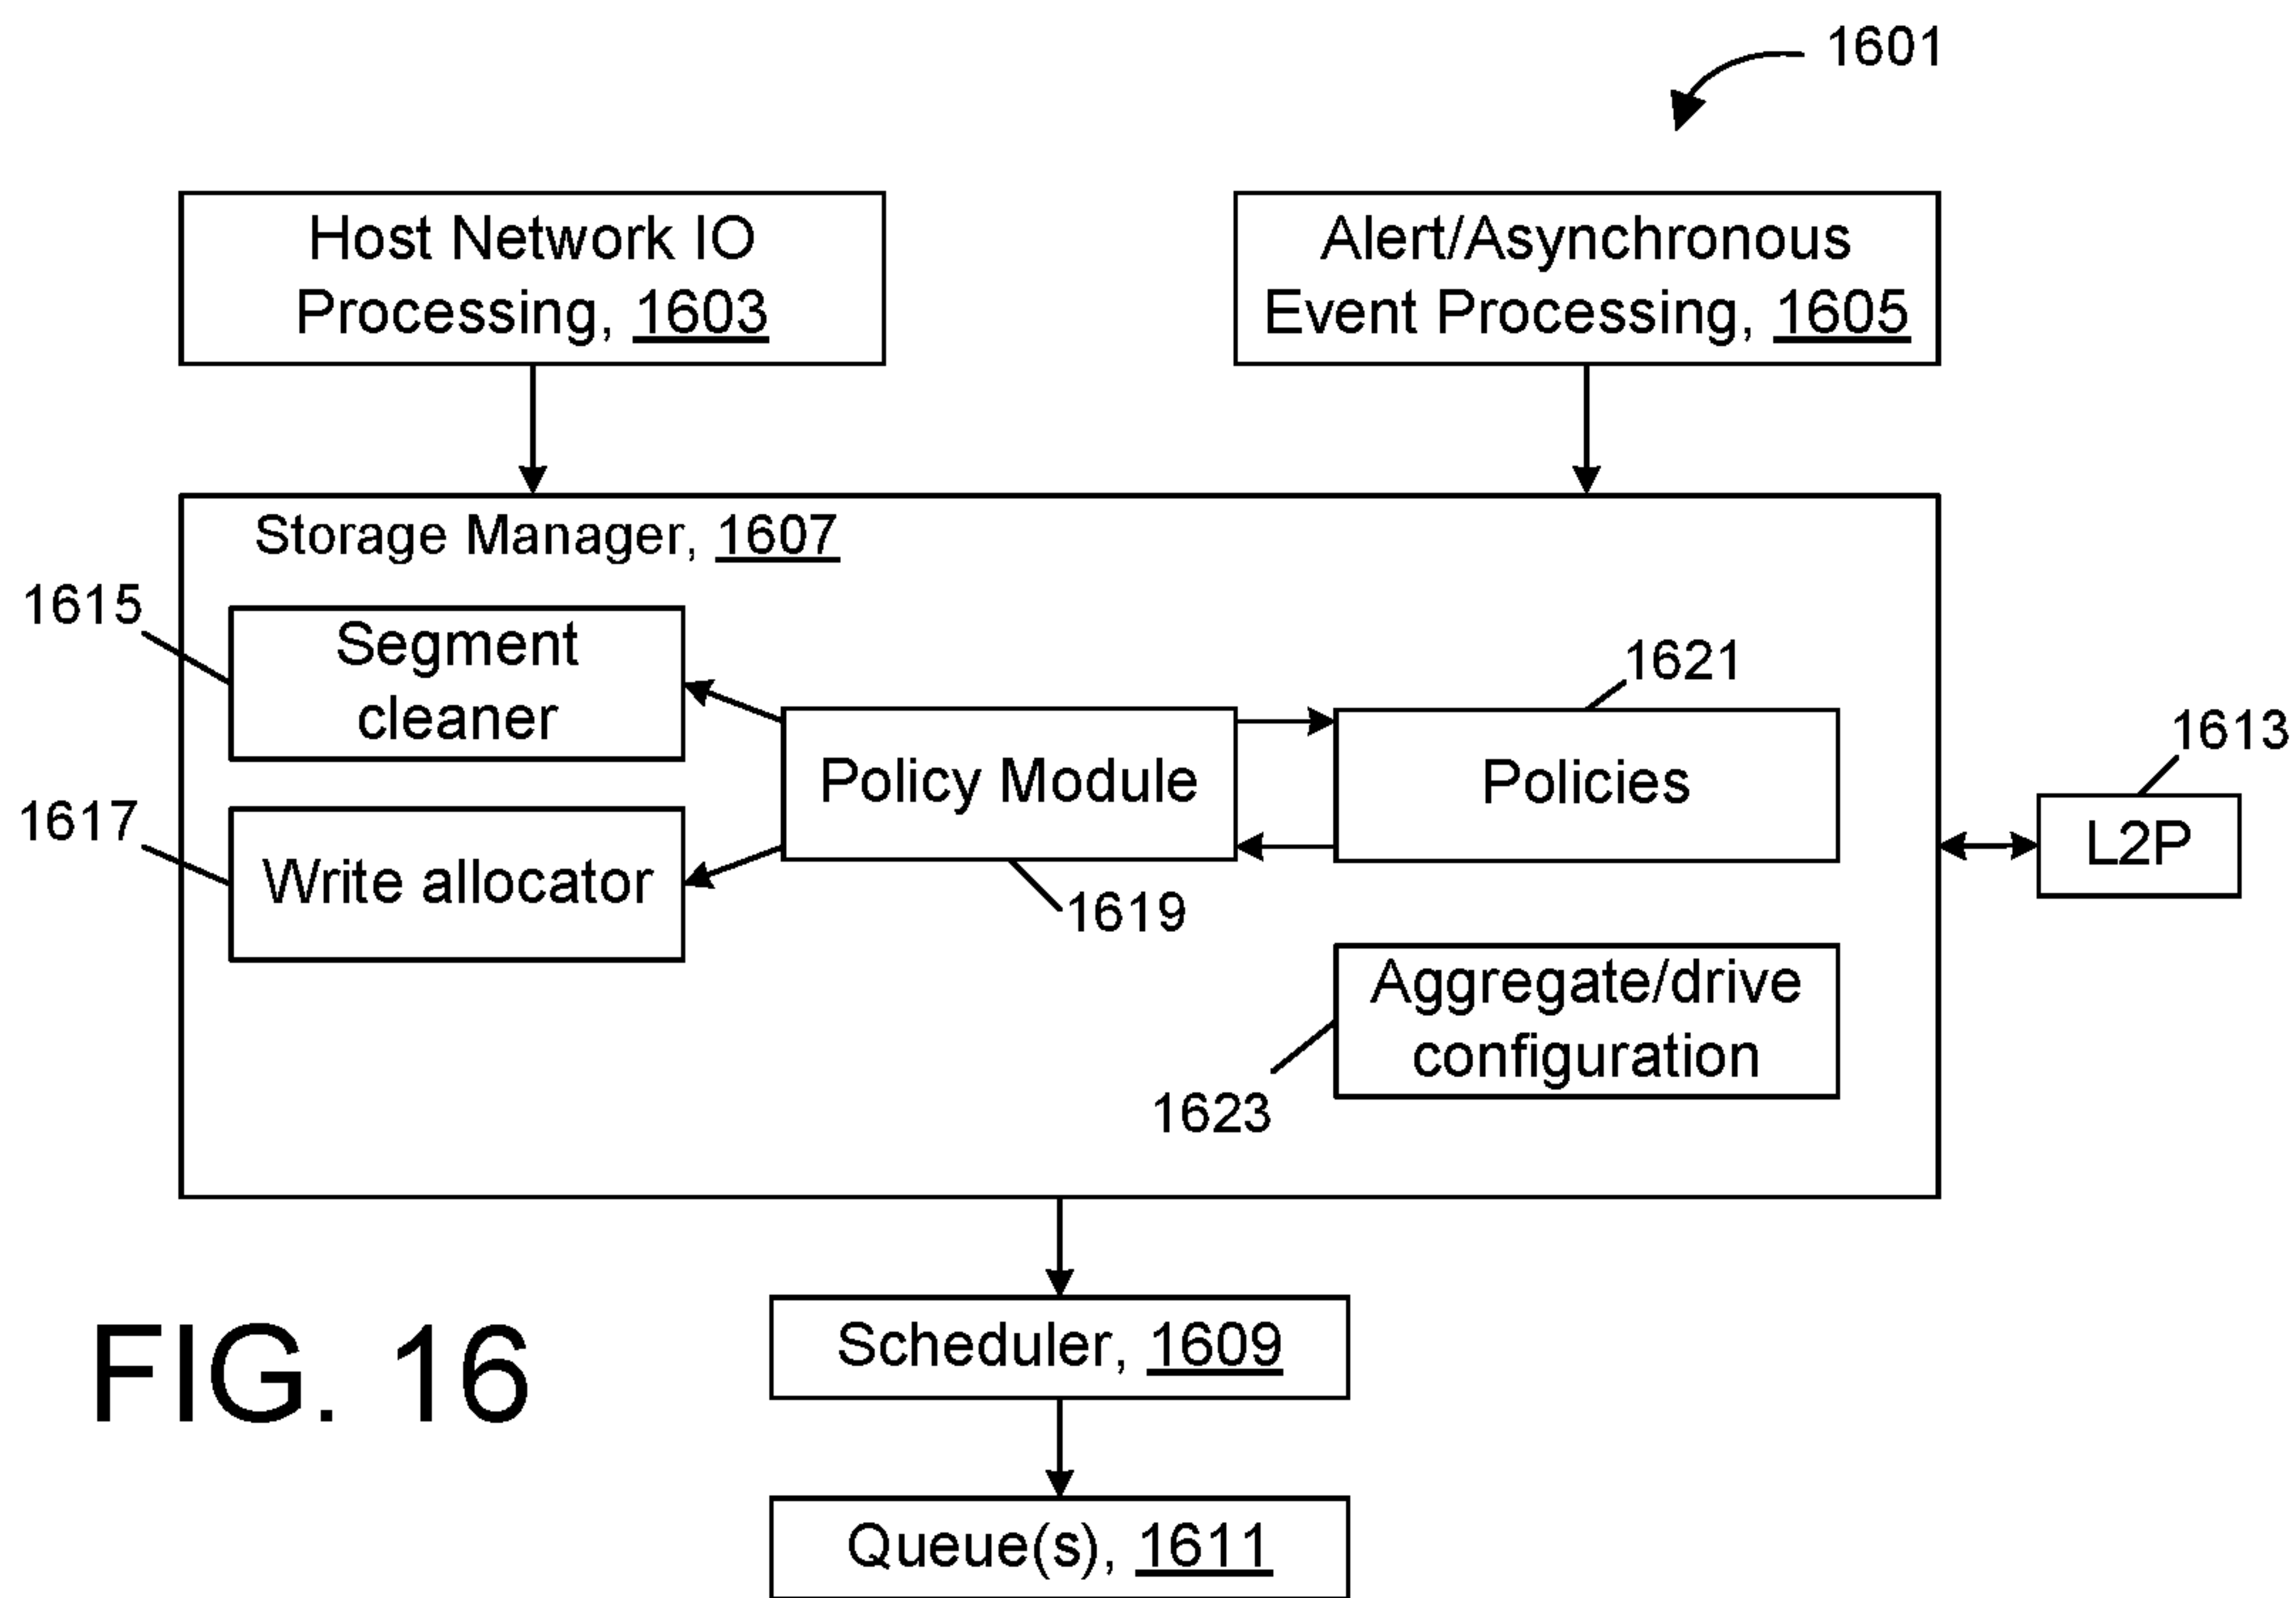 1601
Host Network IO
Processing, 1603
Alert/Asynchronous
Event Processing, 1605
Storage Manager, 1607
1615
Segment
cleaner
1621
1613
Policy Module
Policies
1617
L2P
Write allocator
1619
Aggregate/drive
configuration
1623
Scheduler, 1609
FIG. 16
Queue(s), 1611